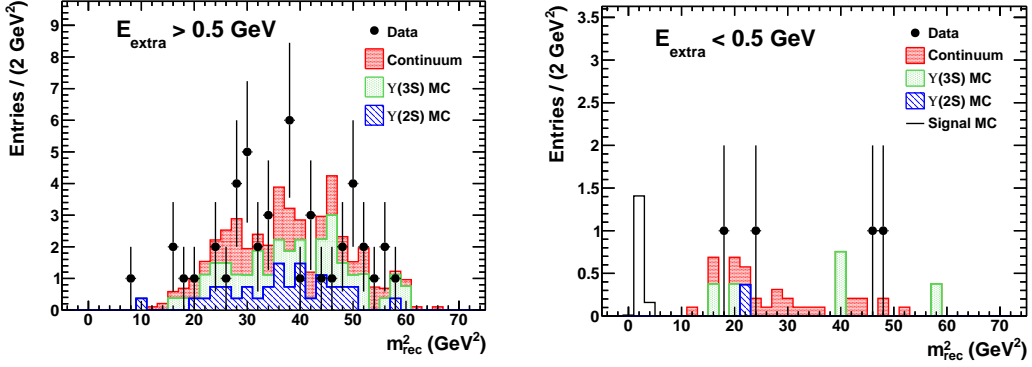 E_extra > 0.5 GeV
Data
Continuum
ϒ(3S) MC
ϒ(2S) MC
Entries / (2 GeV²)
9
8
7
6
5
4
3
2
1
0
0 10 20 30 40 50 60 70
m²_rec (GeV²)
E_extra < 0.5 GeV
Data
Continuum
ϒ(3S) MC
ϒ(2S) MC
Signal MC
Entries / (2 GeV²)
3.5
3
2.5
2
1.5
1
0.5
0
0 10 20 30 40 50 60 70
m²_rec (GeV²)